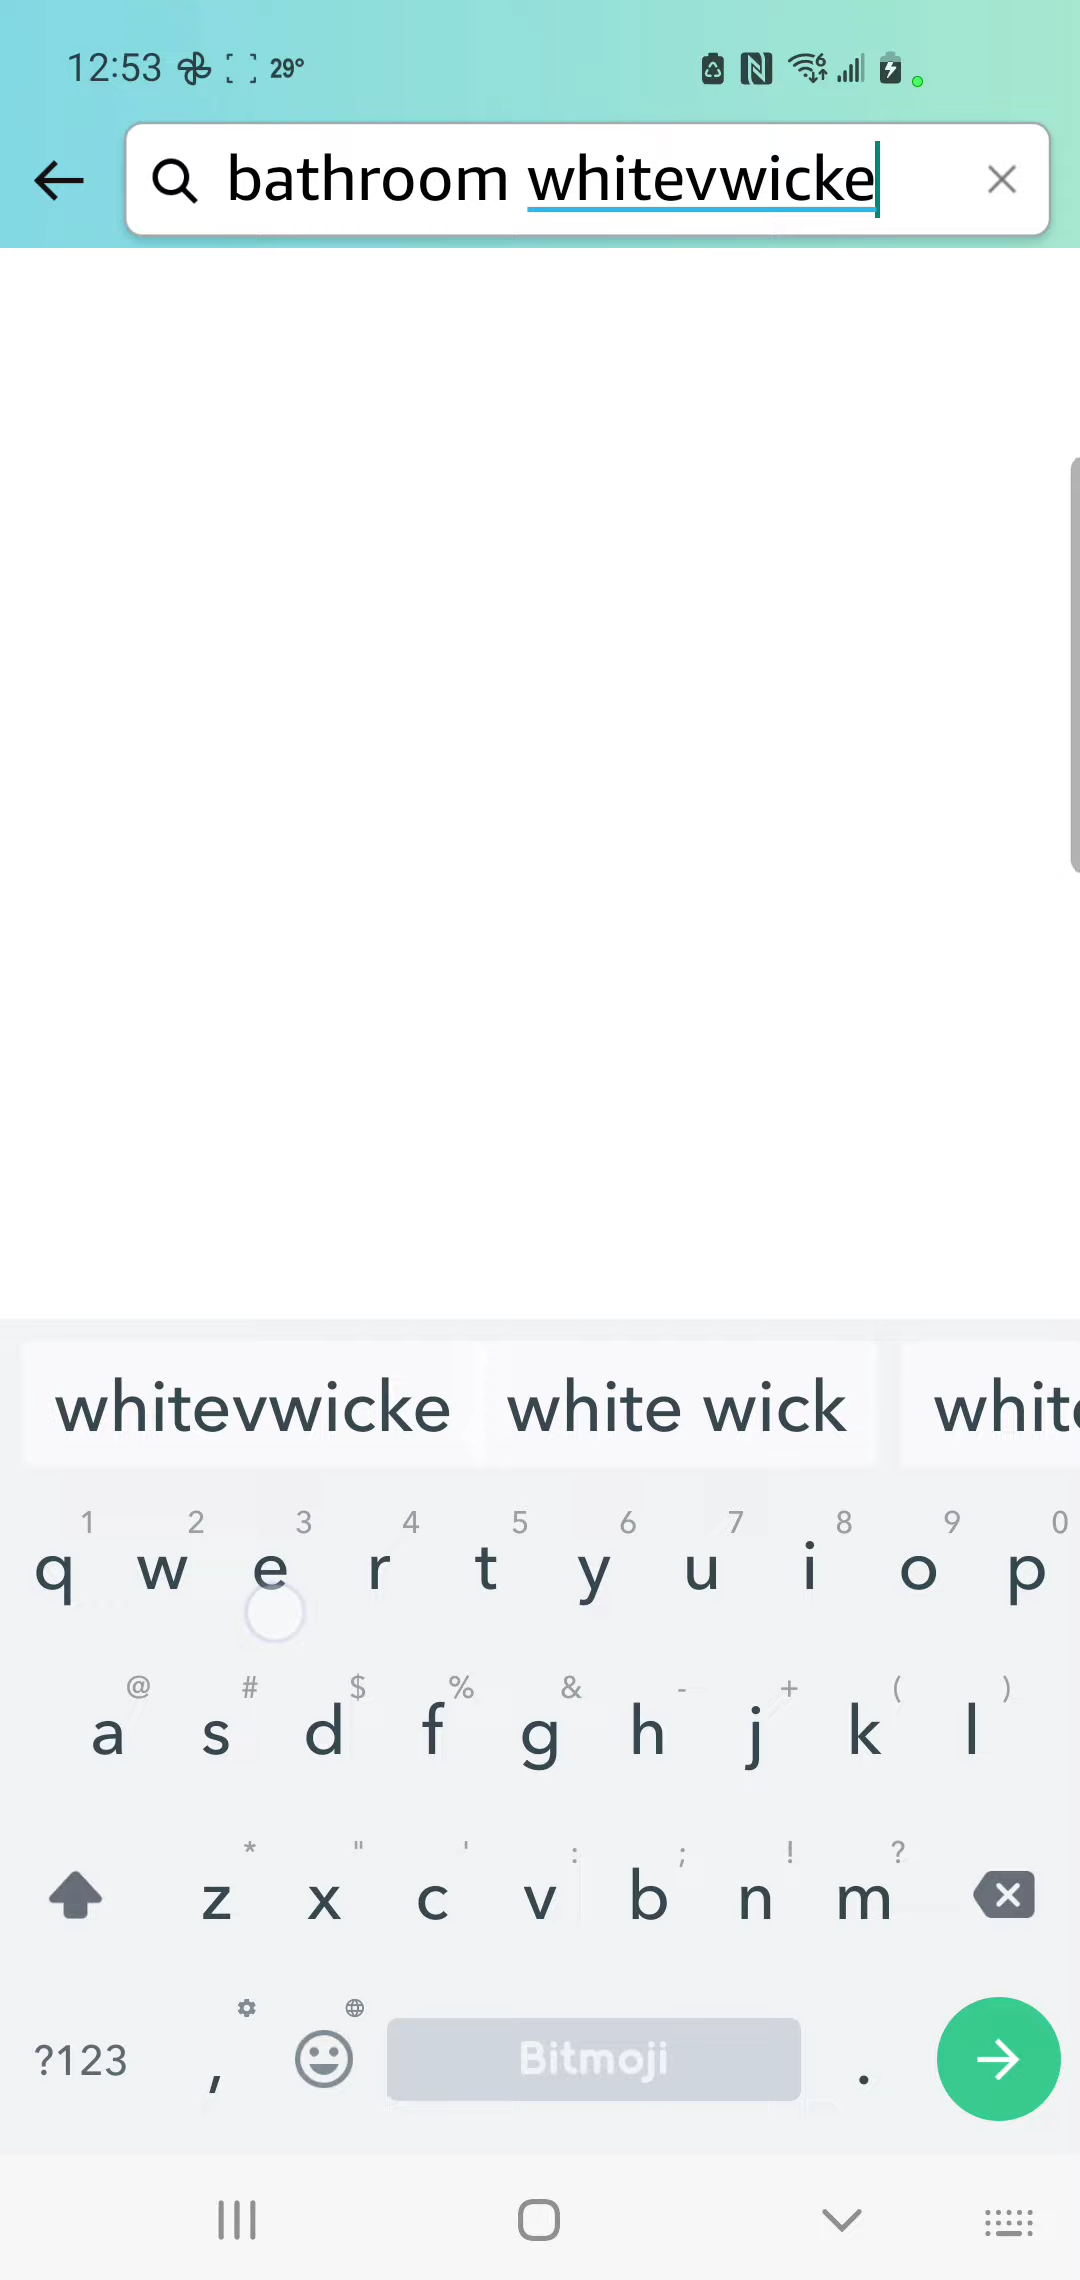 12:53 29°
bathroom whitevwicke
whitevwicke white wick white
1 2 3 4 5 6 7 8 9 0
q w e r t y u i o p
@ # $ % & - + ( )
a s d f g h j k l
* " ' : ; ! ?
z x c v b n m
?123 , Bitmoji .